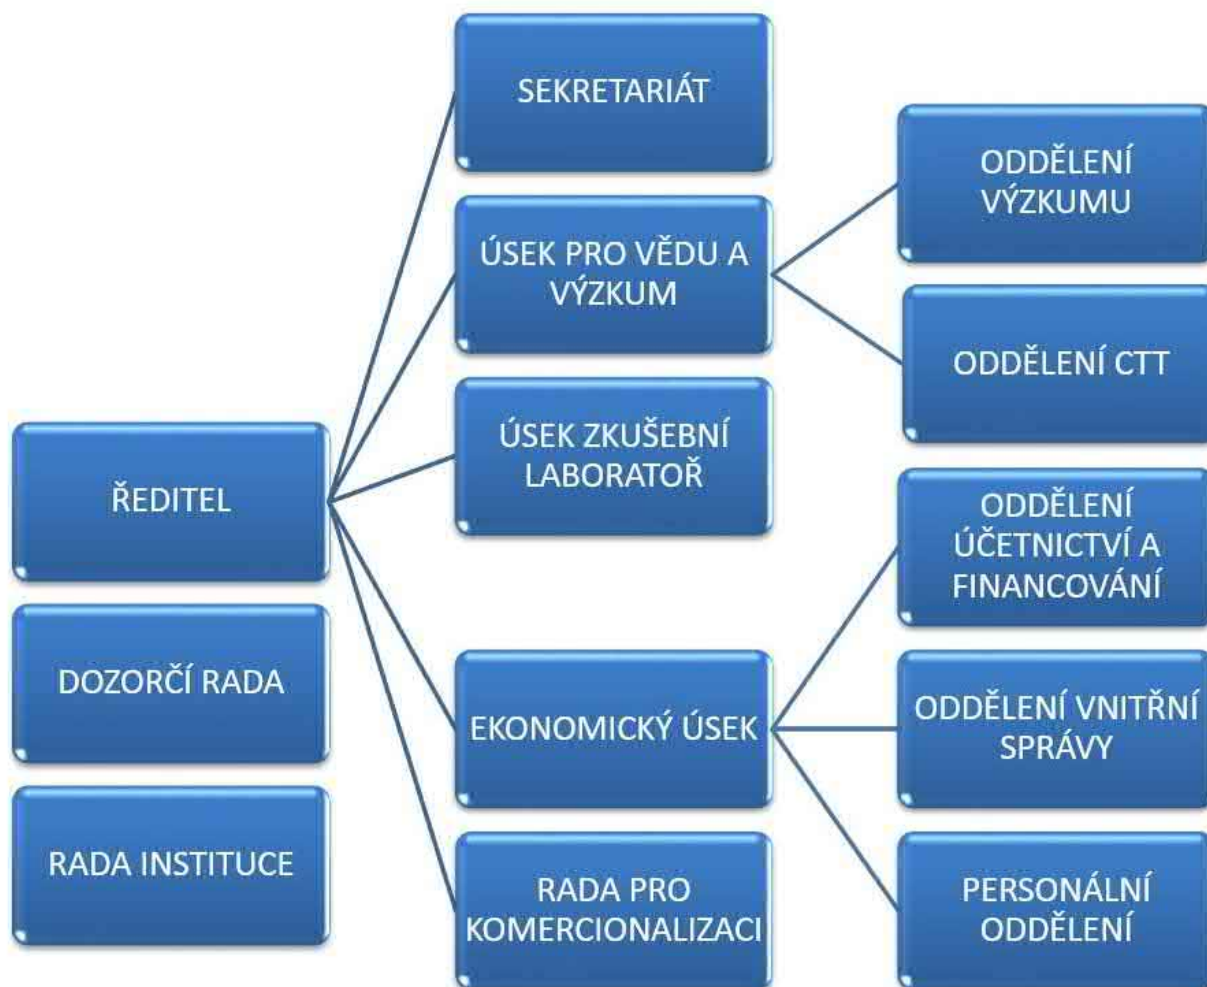 SEKRETARIÁT
ÚSEK PRO VĚDU A
VÝZKUM
ÚSEK ZKUŠEBNÍ
LABORATOŘ
ŘEDITEL
DOZORČÍ RADA
RADA INSTITUCE
EKONOMICKÝ ÚSEK
RADA PRO
KOMERCIONALIZACI
ODDĚLENÍ
VÝZKUMU
ODDĚLENÍ CTT
ODDĚLENÍ
ÚČETNICTVÍ A
FINANCOVÁNÍ
ODDĚLENÍ VNITŘNÍ
SPRÁVY
PERSONÁLNÍ
ODDĚLENÍ